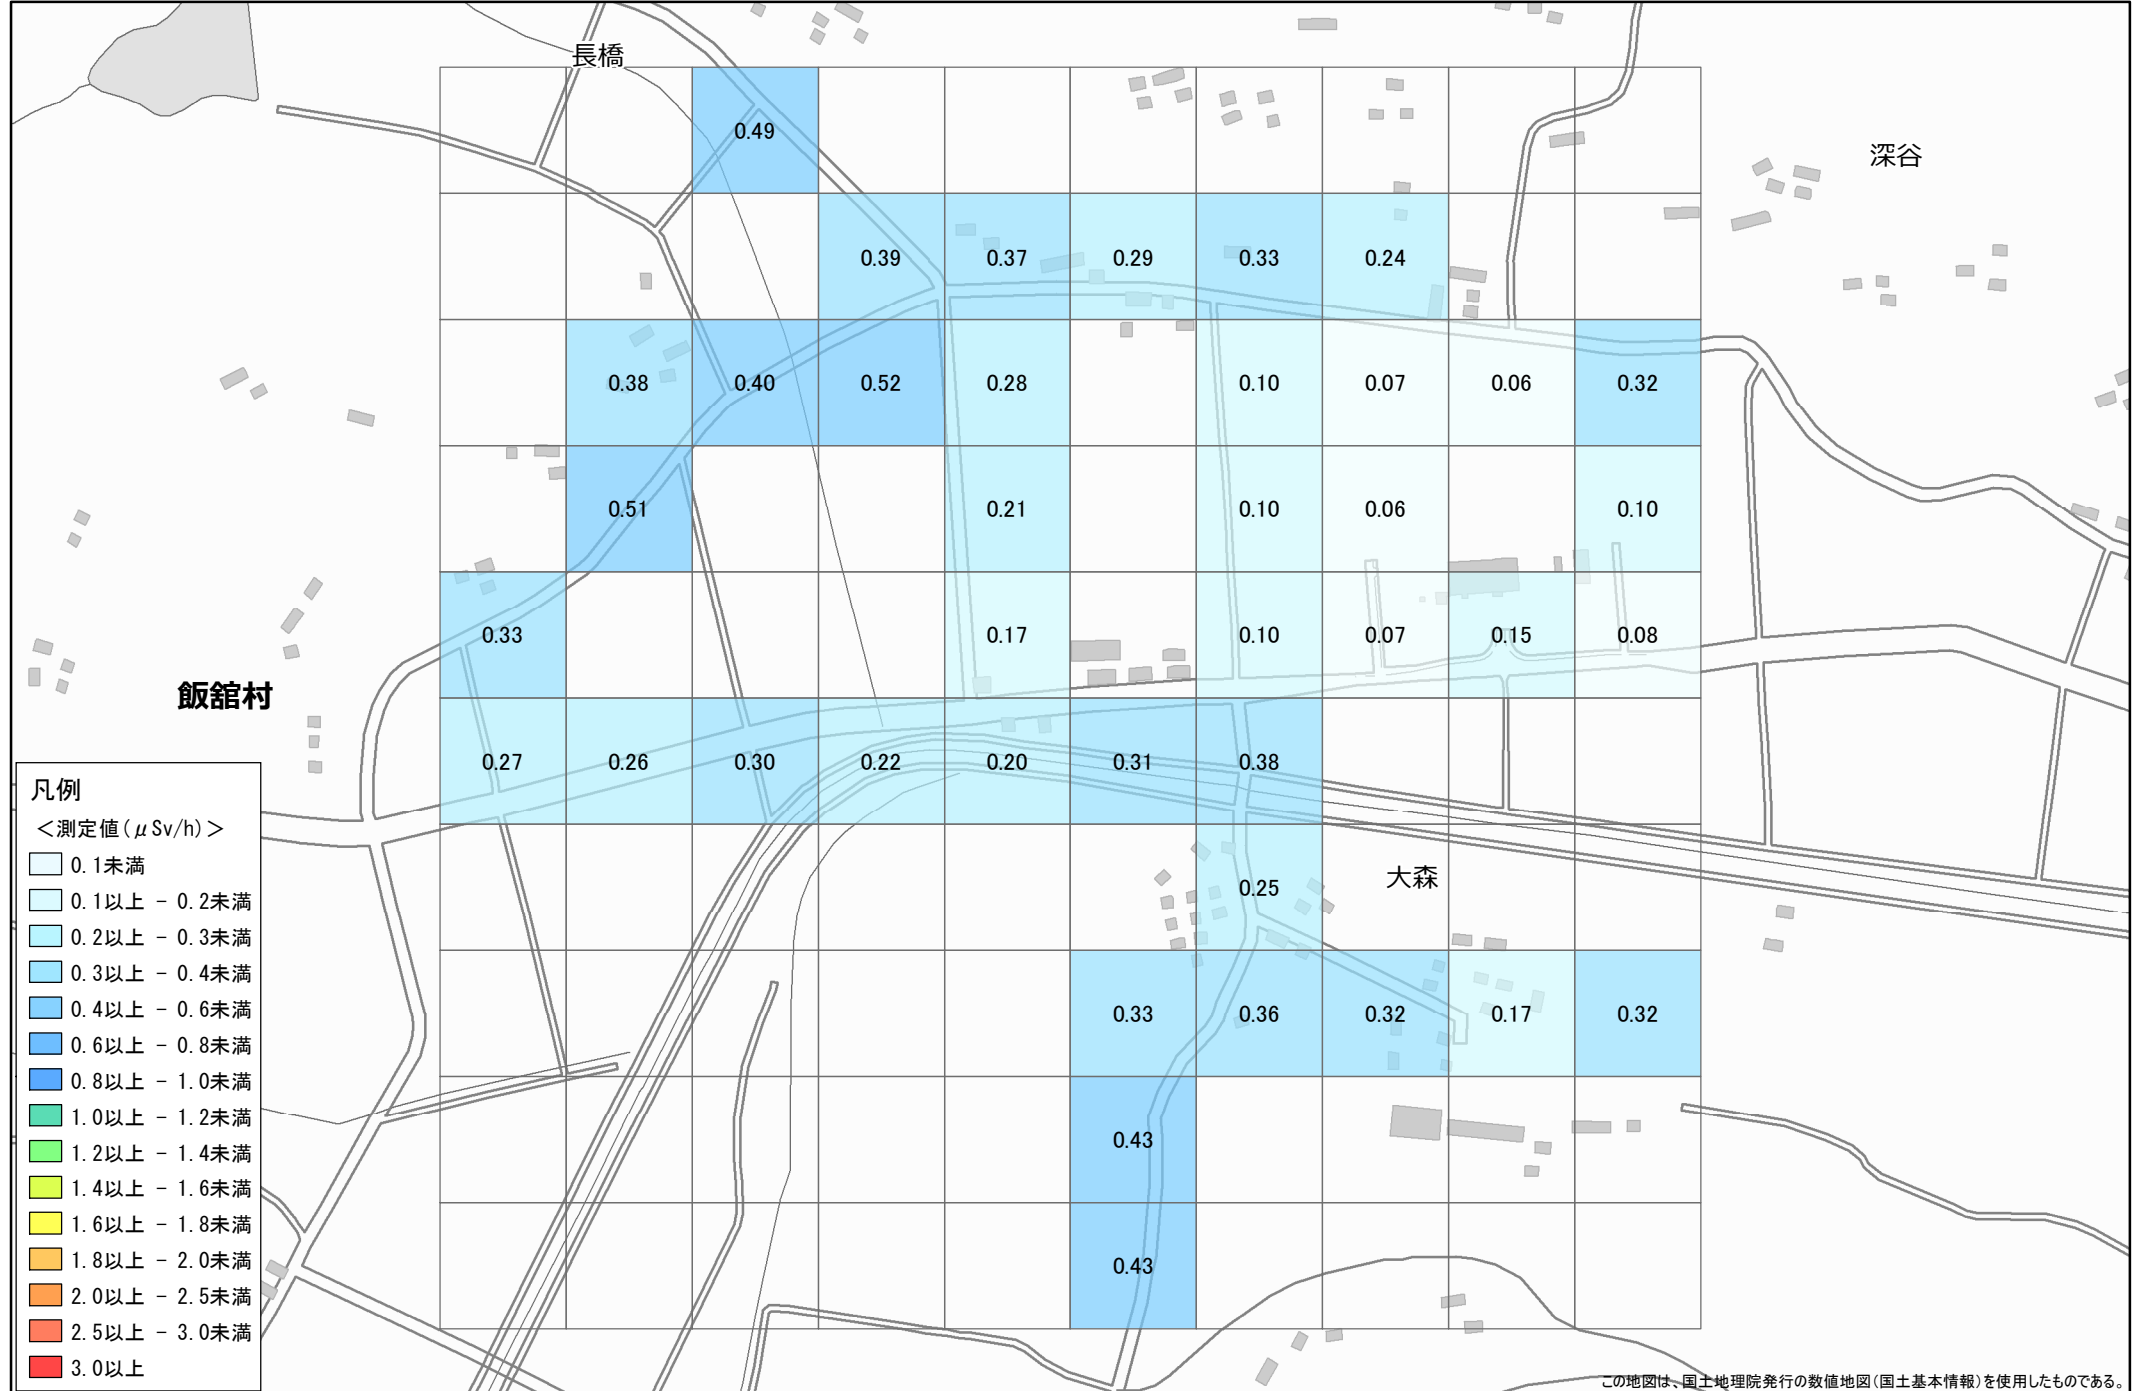 長橋
0.49
深谷
0.39 0.37 0.29 0.33 0.24
0.38 0.40 0.52 0.28 0.10 0.07 0.06 0.32
0.51 0.21 0.10 0.06 0.10
0.33 0.17 0.10 0.07 0.15 0.08
飯舘村
0.27 0.26 0.30 0.22 0.20 0.31 0.38
0.25 大森
0.33 0.36 0.32 0.17 0.32
0.43
0.43
凡例
＜測定値(μSv/h)＞
0.1未満
0.1以上 - 0.2未満
0.2以上 - 0.3未満
0.3以上 - 0.4未満
0.4以上 - 0.6未満
0.6以上 - 0.8未満
0.8以上 - 1.0未満
1.0以上 - 1.2未満
1.2以上 - 1.4未満
1.4以上 - 1.6未満
1.6以上 - 1.8未満
1.8以上 - 2.0未満
2.0以上 - 2.5未満
2.5以上 - 3.0未満
3.0以上
この地図は、国土地理院発行の数値地図(国土基本情報)を使用したものである。